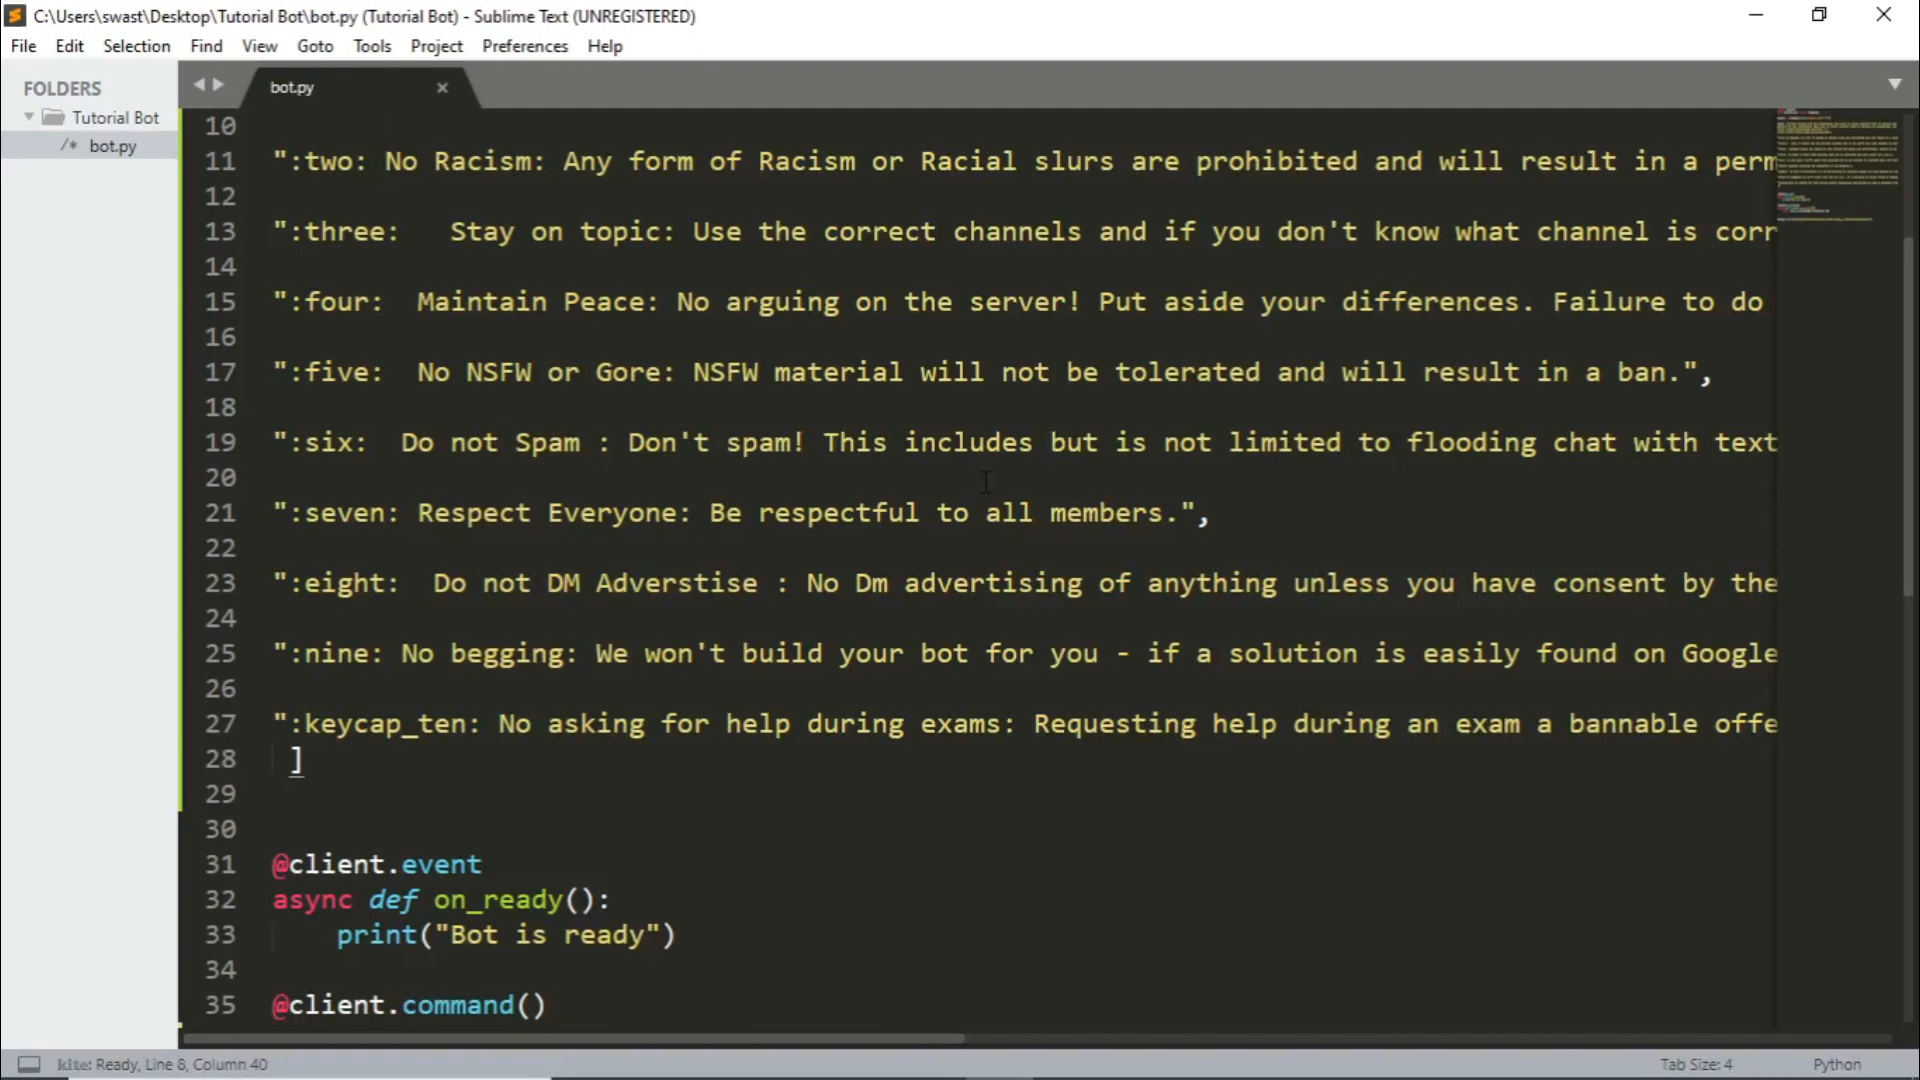 C:\Users\swast\Desktop\Tutorial Bot\bot.py (Tutorial Bot) - Sublime Text (UNREGISTERED)
File Edit Selection Find View Goto Tools Project Preferences Help
FOLDERS
Tutorial Bot
/* bot.py
bot.py
10
11 ":two: No Racism: Any form of Racism or Racial slurs are prohibited and will result in a perm
12
13 ":three:   Stay on topic: Use the correct channels and if you don't know what channel is corr
14
15 ":four:  Maintain Peace: No arguing on the server! Put aside your differences. Failure to do
16
17 ":five:  No NSFW or Gore: NSFW material will not be tolerated and will result in a ban.",
18
19 ":six:  Do not Spam : Don't spam! This includes but is not limited to flooding chat with text
20
21 ":seven: Respect Everyone: Be respectful to all members.",
22
23 ":eight:  Do not DM Adverstise : No Dm advertising of anything unless you have consent by the
24
25 ":nine: No begging: We won't build your bot for you - if a solution is easily found on Google
26
27 ":keycap_ten: No asking for help during exams: Requesting help during an exam a bannable offe
28  ]
29
30
31 @client.event
32 async def on_ready():
33     print("Bot is ready")
34
35 @client.command()
kite: Ready, Line 8, Column 40
Tab Size: 4
Python